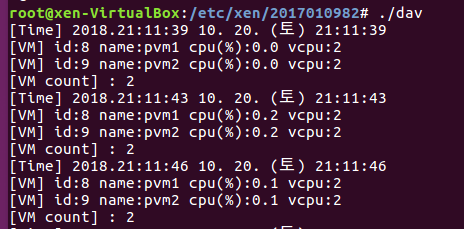 root@xen-VirtualBox:/etc/xen/2017010982# ./dav
[Time] 2018.21:11:39 10. 20. (토) 21:11:39
[VM] id:8 name:pvm1 cpu(%):0.0 vcpu:2
[VM] id:9 name:pvm2 cpu(%):0.0 vcpu:2
[VM count] : 2
[Time] 2018.21:11:43 10. 20. (토) 21:11:43
[VM] id:8 name:pvm1 cpu(%):0.2 vcpu:2
[VM] id:9 name:pvm2 cpu(%):0.2 vcpu:2
[VM count] : 2
[Time] 2018.21:11:46 10. 20. (토) 21:11:46
[VM] id:8 name:pvm1 cpu(%):0.1 vcpu:2
[VM] id:9 name:pvm2 cpu(%):0.1 vcpu:2
[VM count] : 2